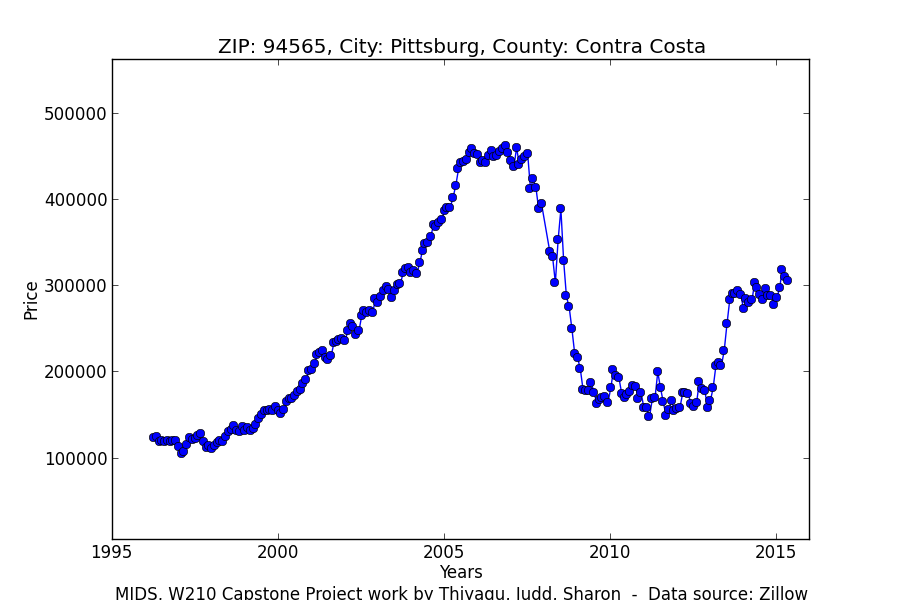 ZIP: 94565, City: Pittsburg, County: Contra Costa
500000
400000
300000
200000
100000
Price
1995 2000 2005 2010 2015
Years
MIDS, W210 Capstone Project work by Thiyagu, Judd, Sharon - Data source: Zillow